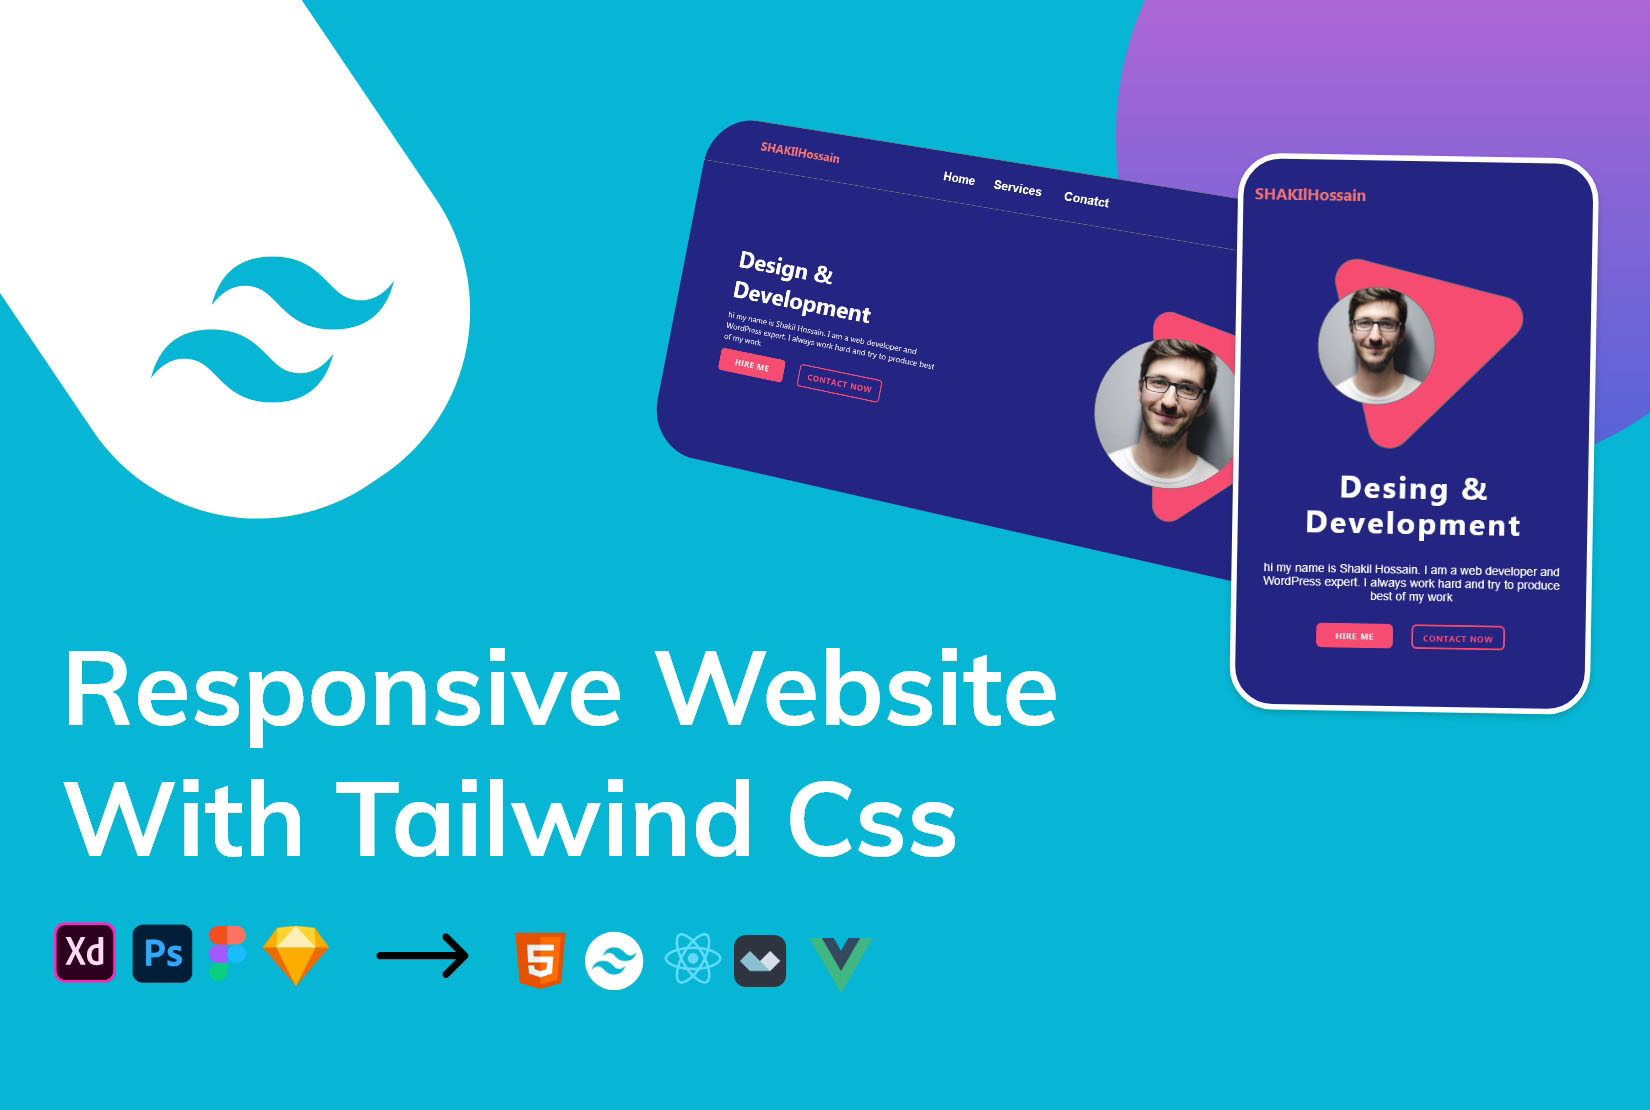 SHAKIlHossain
Home Services Conatct
Design &
Development
hi my name is Shakil Hossain. I am a web developer and
WordPress expert. I always work hard and try to produce best
of my work
HIRE ME CONTACT NOW
SHAKIlHossain
Desing &
Development
hi my name is Shakil Hossain. I am a web developer and
WordPress expert. I always work hard and try to produce
best of my work
HIRE ME CONTACT NOW
Responsive Website
With Tailwind Css
Xd Ps 5